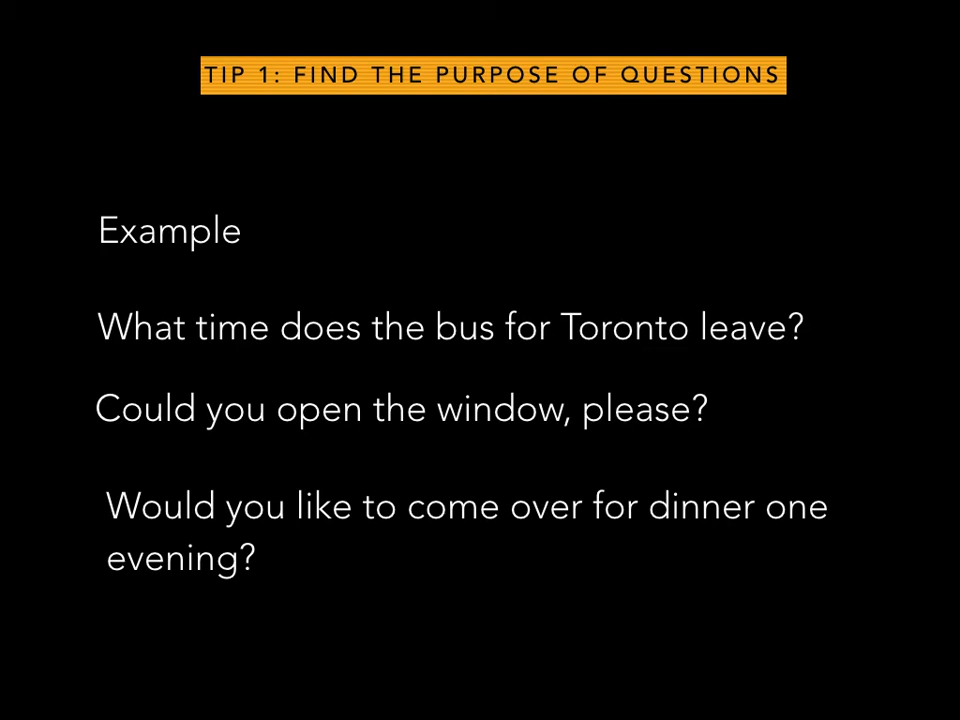 TIP 1: FIND THE PURPOSE OF QUESTIONS
Example
What time does the bus for Toronto leave?
Could you open the window, please?
Would you like to come over for dinner one
evening?